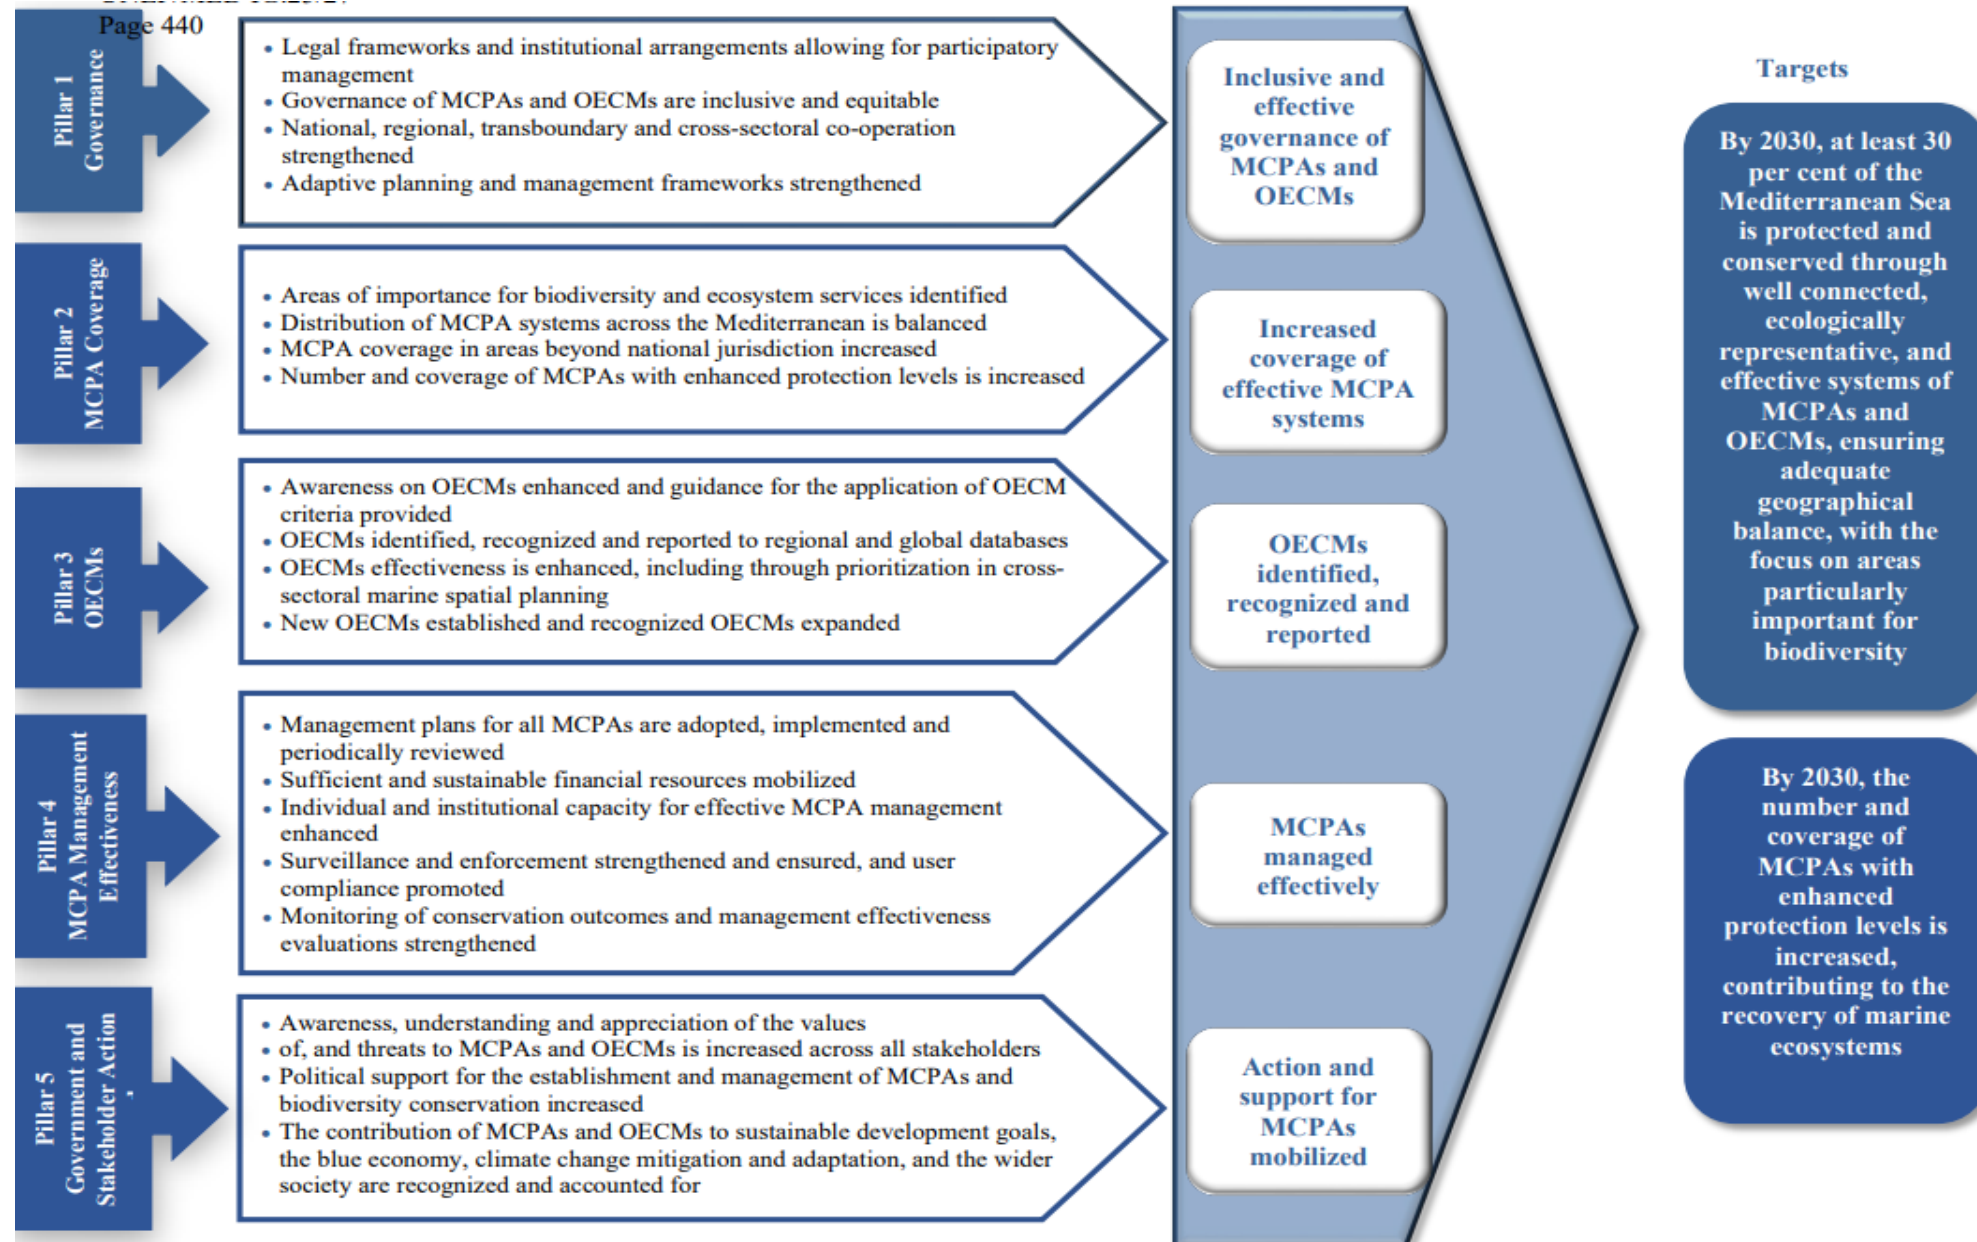 Page 440
Pillar 1
Governance
• Legal frameworks and institutional arrangements allowing for participatory
management
• Governance of MCPAs and OECMs are inclusive and equitable
• National, regional, transboundary and cross-sectoral co-operation
strengthened
• Adaptive planning and management frameworks strengthened
Inclusive and
effective
governance of
MCPAs and
OECMs
Pillar 2
MCPA Coverage
• Areas of importance for biodiversity and ecosystem services identified
• Distribution of MCPA systems across the Mediterranean is balanced
• MCPA coverage in areas beyond national jurisdiction increased
• Number and coverage of MCPAs with enhanced protection levels is increased
Increased
coverage of
effective MCPA
systems
Pillar 3
OECMs
• Awareness on OECMs enhanced and guidance for the application of OECM
criteria provided
• OECMs identified, recognized and reported to regional and global databases
• OECMs effectiveness is enhanced, including through prioritization in cross-
sectoral marine spatial planning
• New OECMs established and recognized OECMs expanded
OECMs
identified,
recognized and
reported
Pillar 4
MCPA Management
Effectiveness
• Management plans for all MCPAs are adopted, implemented and
periodically reviewed
• Sufficient and sustainable financial resources mobilized
• Individual and institutional capacity for effective MCPA management
enhanced
• Surveillance and enforcement strengthened and ensured, and user
compliance promoted
• Monitoring of conservation outcomes and management effectiveness
evaluations strengthened
MCPAs
managed
effectively
Pillar 5
Government and
Stakeholder Action
• Awareness, understanding and appreciation of the values
• of, and threats to MCPAs and OECMs is increased across all stakeholders
• Political support for the establishment and management of MCPAs and
biodiversity conservation increased
• The contribution of MCPAs and OECMs to sustainable development goals,
the blue economy, climate change mitigation and adaptation, and the wider
society are recognized and accounted for
Action and
support for
MCPAs
mobilized
Targets
By 2030, at least 30
per cent of the
Mediterranean Sea
is protected and
conserved through
well connected,
ecologically
representative, and
effective systems of
MCPAs and
OECMs, ensuring
adequate
geographical
balance, with the
focus on areas
particularly
important for
biodiversity
By 2030, the
number and
coverage of
MCPAs with
enhanced
protection levels is
increased,
contributing to the
recovery of marine
ecosystems